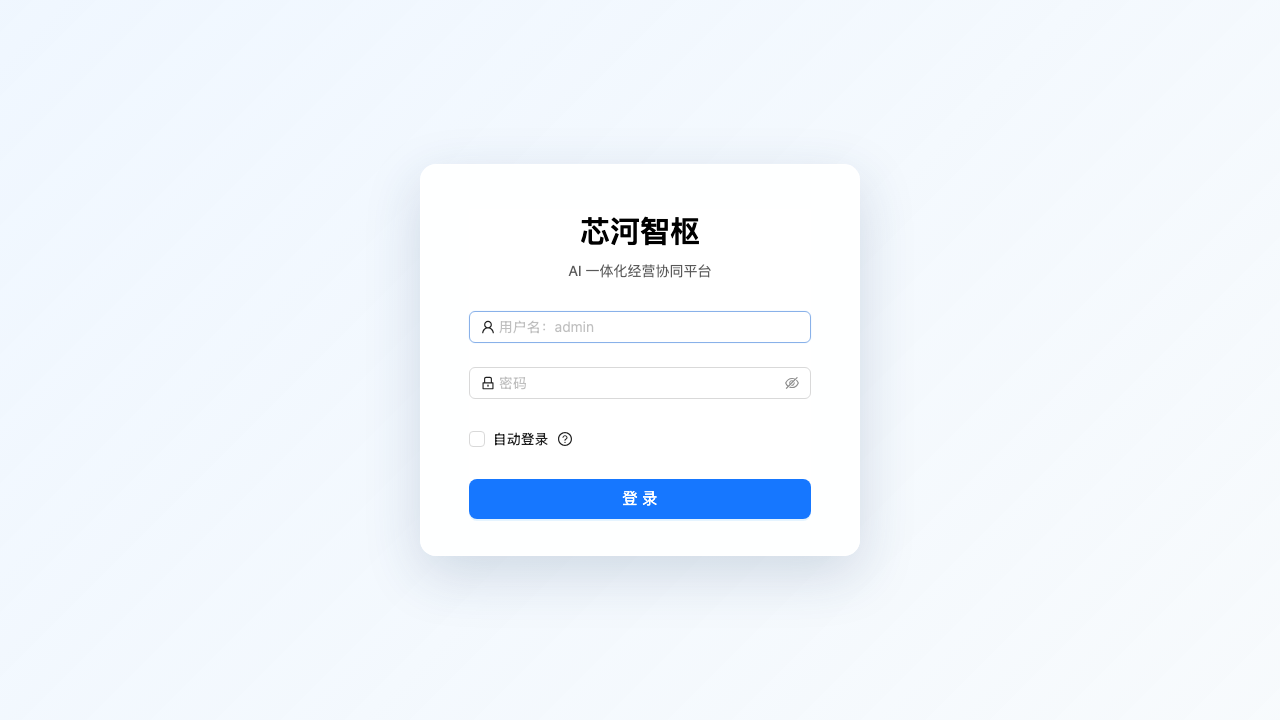 芯河智枢
AI 一体化经营协同平台
用户名：admin
密码
自动登录
登 录